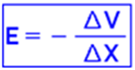 E = − ΔV / ΔX